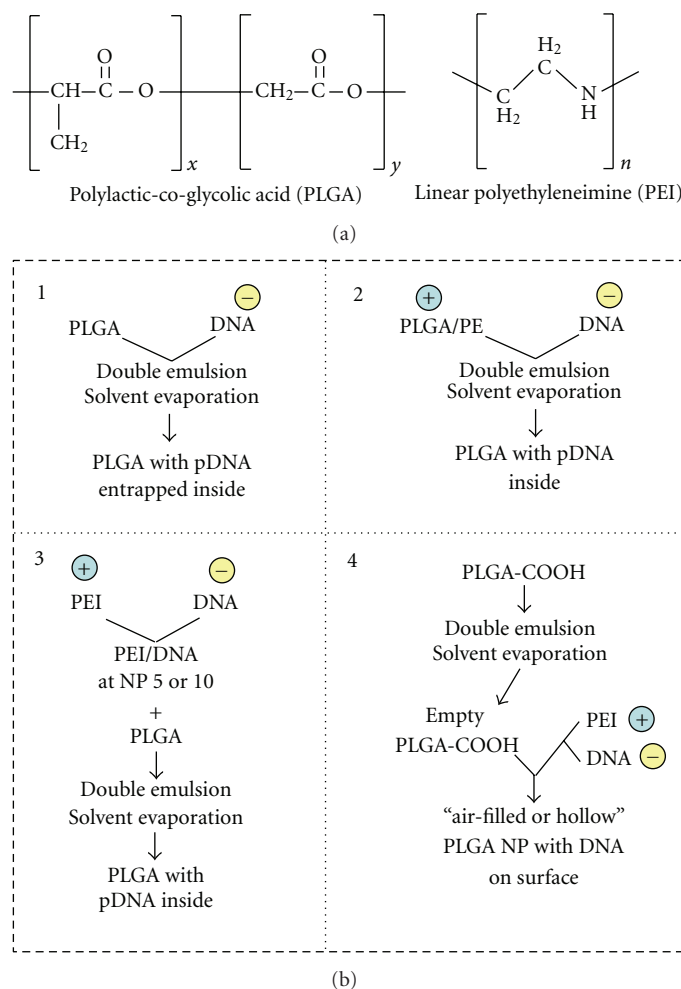 O
O
H₂
CH – C – O
CH₂ – C – O
C
C
N
H₂
H
CH₂
x
y
n
Polylactic-co-glycolic acid (PLGA)
Linear polyethyleneimine (PEI)
(a)
1
−
PLGA
DNA
Double emulsion
Solvent evaporation
PLGA with pDNA
entrapped inside
2
+
−
PLGA/PE
DNA
Double emulsion
Solvent evaporation
PLGA with pDNA
inside
3
+
−
PEI
DNA
PEI/DNA
at NP 5 or 10
+
PLGA
Double emulsion
Solvent evaporation
PLGA with
pDNA inside
4
PLGA-COOH
Double emulsion
Solvent evaporation
Empty
PLGA-COOH
PEI +
DNA −
“air-filled or hollow”
PLGA NP with DNA
on surface
(b)